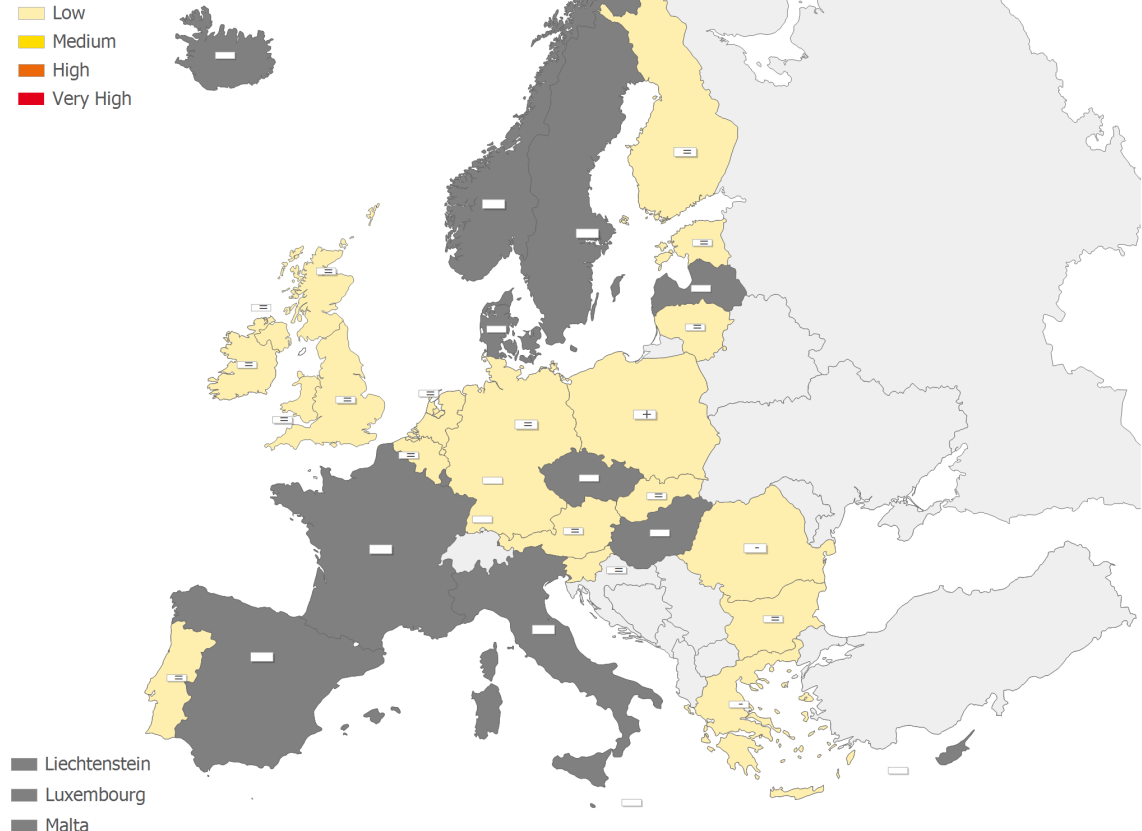 Low
Medium
High
Very High
=
=
=
=
=
=
=
=
=
+
=
=
=
=
-
=
=
=
-
Liechtenstein
Luxembourg
Malta